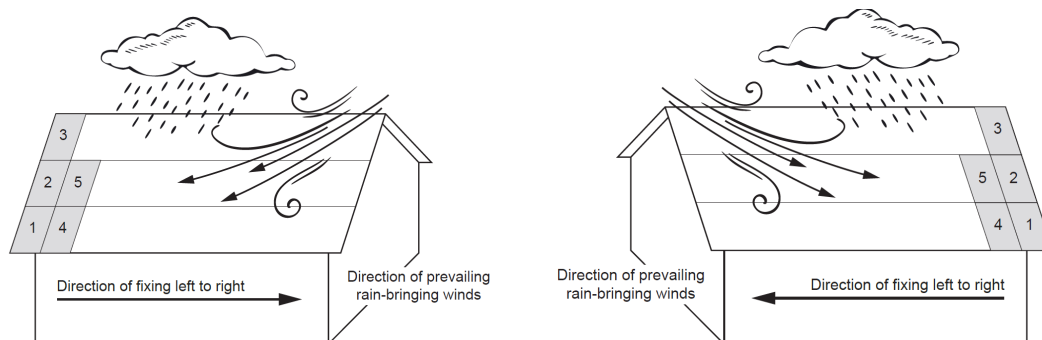 3
2 5
1 4
Direction of fixing left to right
Direction of prevailing
rain-bringing winds
3
5 2
4 1
Direction of prevailing
rain-bringing winds
Direction of fixing left to right